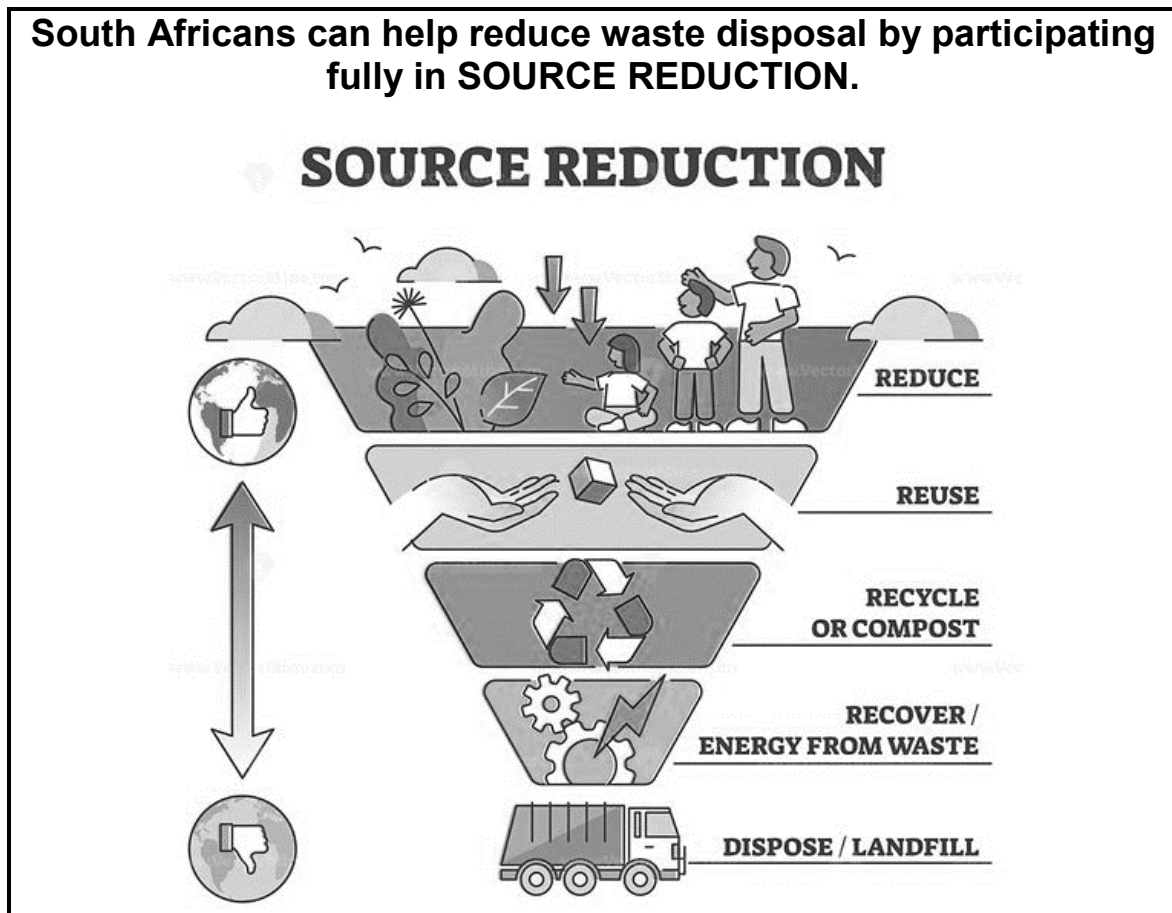 South Africans can help reduce waste disposal by participating
fully in SOURCE REDUCTION.
SOURCE REDUCTION
REDUCE
REUSE
RECYCLE
OR COMPOST
RECOVER /
ENERGY FROM WASTE
DISPOSE / LANDFILL